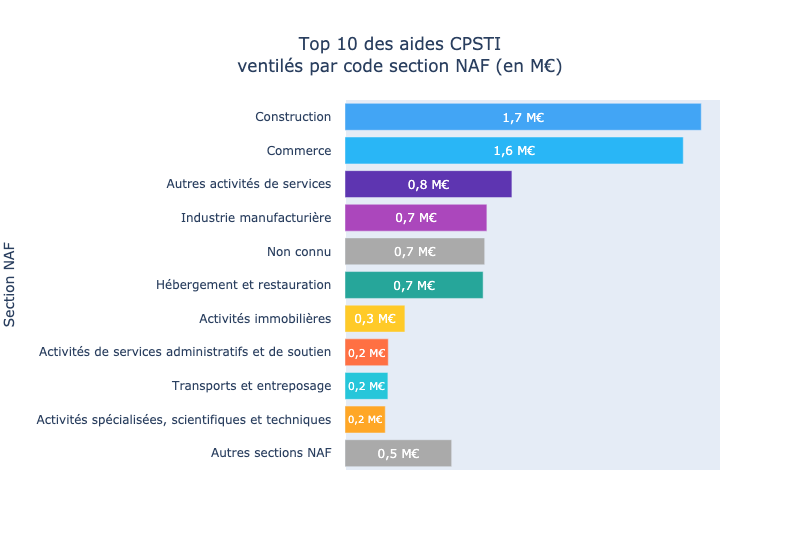 Top 10 des aides CPSTI
ventilés par code section NAF (en M€)
Section NAF
Construction 1,7 M€
Commerce 1,6 M€
Autres activités de services 0,8 M€
Industrie manufacturière 0,7 M€
Non connu 0,7 M€
Hébergement et restauration 0,7 M€
Activités immobilières 0,3 M€
Activités de services administratifs et de soutien 0,2 M€
Transports et entreposage 0,2 M€
Activités spécialisées, scientifiques et techniques 0,2 M€
Autres sections NAF 0,5 M€